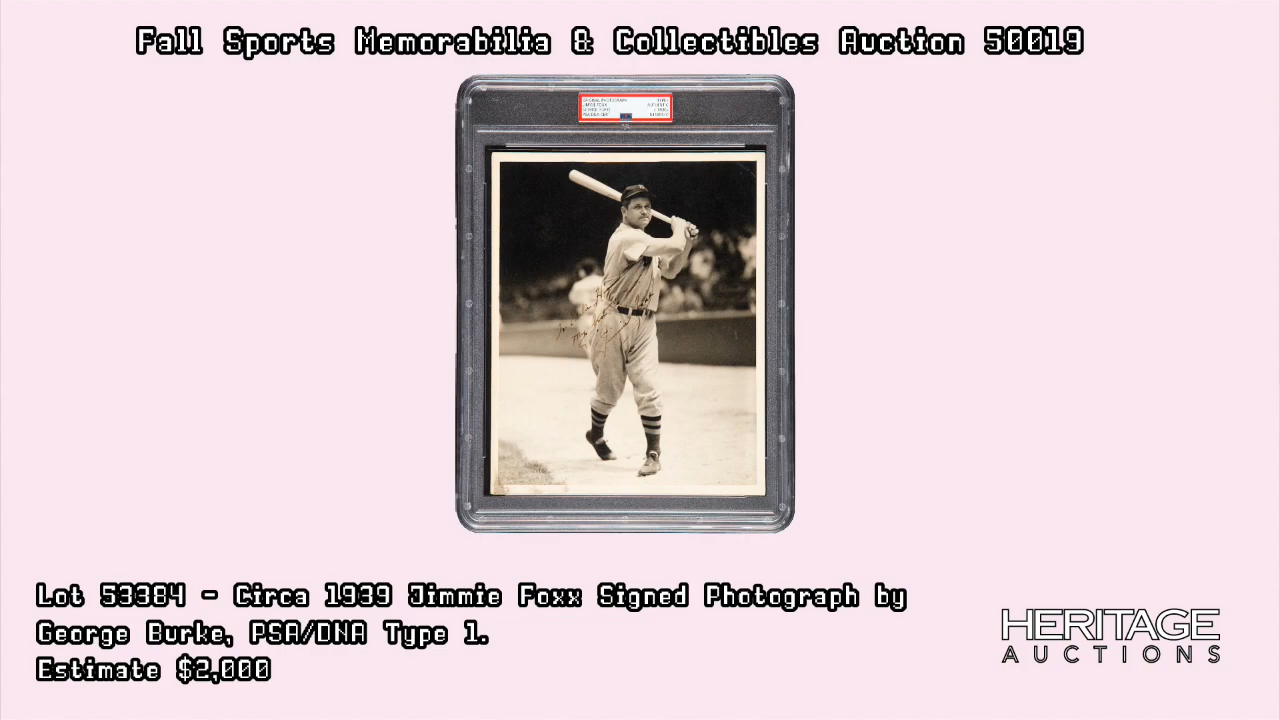 Fall Sports Memorabilia & Collectibles Auction 50019
Lot 53384 - Circa 1939 Jimmie Foxx Signed Photograph by
George Burke, PSA/DNA Type 1.
Estimate $2,000
HERITAGE
AUCTIONS